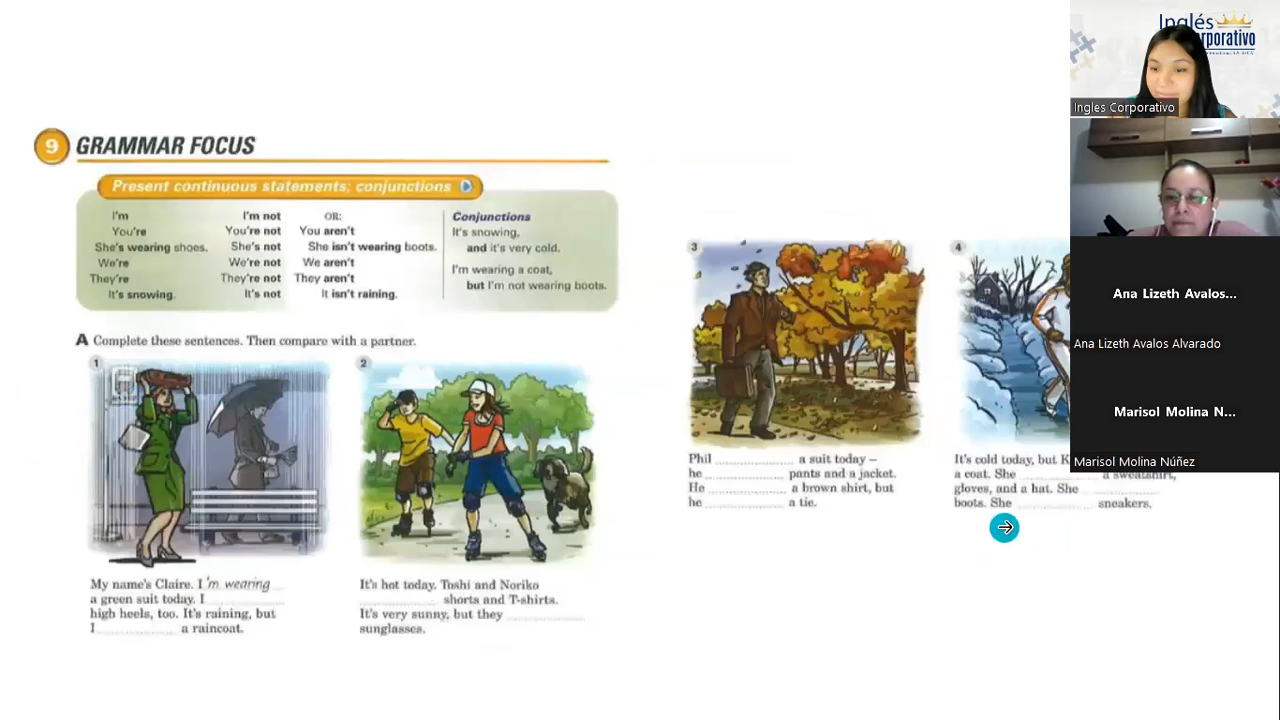 9 GRAMMAR FOCUS
Present continuous statements; conjunctions
I'm I'm not OR:
You're You're not You aren't
She's wearing shoes. She's not She isn't wearing boots.
We're We're not We aren't
They're They're not They aren't
It's snowing. It's not It isn't raining.
Conjunctions
It's snowing,
and it's very cold.
I'm wearing a coat,
but I'm not wearing boots.
A Complete these sentences. Then compare with a partner.
1
My name's Claire. I 'm wearing
a green suit today. I
high heels, too. It's raining, but
I a raincoat.
2
It's hot today. Toshi and Noriko
shorts and T-shirts.
It's very sunny, but they
sunglasses.
3
Phil a suit today –
he pants and a jacket.
He a brown shirt, but
he a tie.
4
It's cold today, but K
a coat. She a sweatshirt,
gloves, and a hat. She
boots. She sneakers.
Inglés
rporativo
Ingles Corporativo
Ana Lizeth Avalos...
Ana Lizeth Avalos Alvarado
Marisol Molina N...
Marisol Molina Núñez